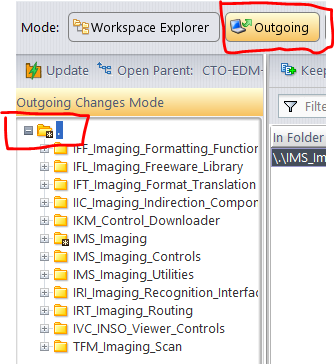 Mode: Workspace Explorer Outgoing
Update Open Parent: CTO-EDM- Keep
Outgoing Changes Mode
Filte
In Folder
.
\.\IMS_Im
IFF_Imaging_Formatting_Function
IFL_Imaging_Freeware_Library
IFT_Imaging_Format_Translation
IIC_Imaging_Indirection_Compor
IKM_Control_Downloader
IMS_Imaging
IMS_Imaging_Controls
IMS_Imaging_Utilities
IRI_Imaging_Recognition_Interfac
IRT_Imaging_Routing
IVC_INSO_Viewer_Controls
TFM_Imaging_Scan